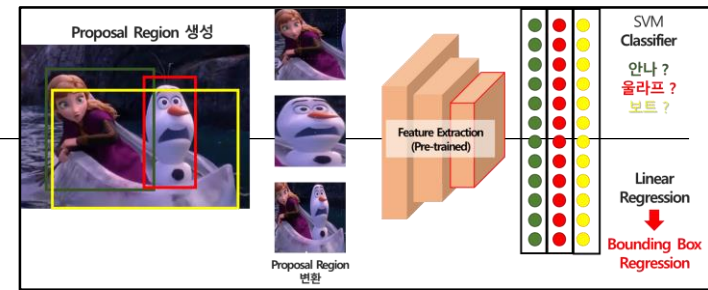 Proposal Region 생성
Proposal Region
변환
Feature Extraction
(Pre-trained)
SVM
Classifier
안나 ?
울라프 ?
보트 ?
Linear
Regression
Bounding Box
Regression